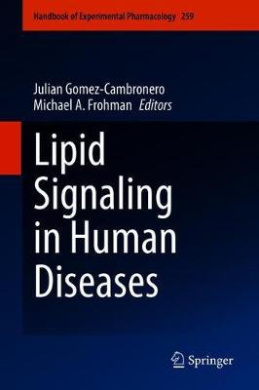 Handbook of Experimental Pharmacology 259
Julian Gomez-Cambronero
Michael A. Frohman Editors
Lipid
Signaling
in Human
Diseases
Springer